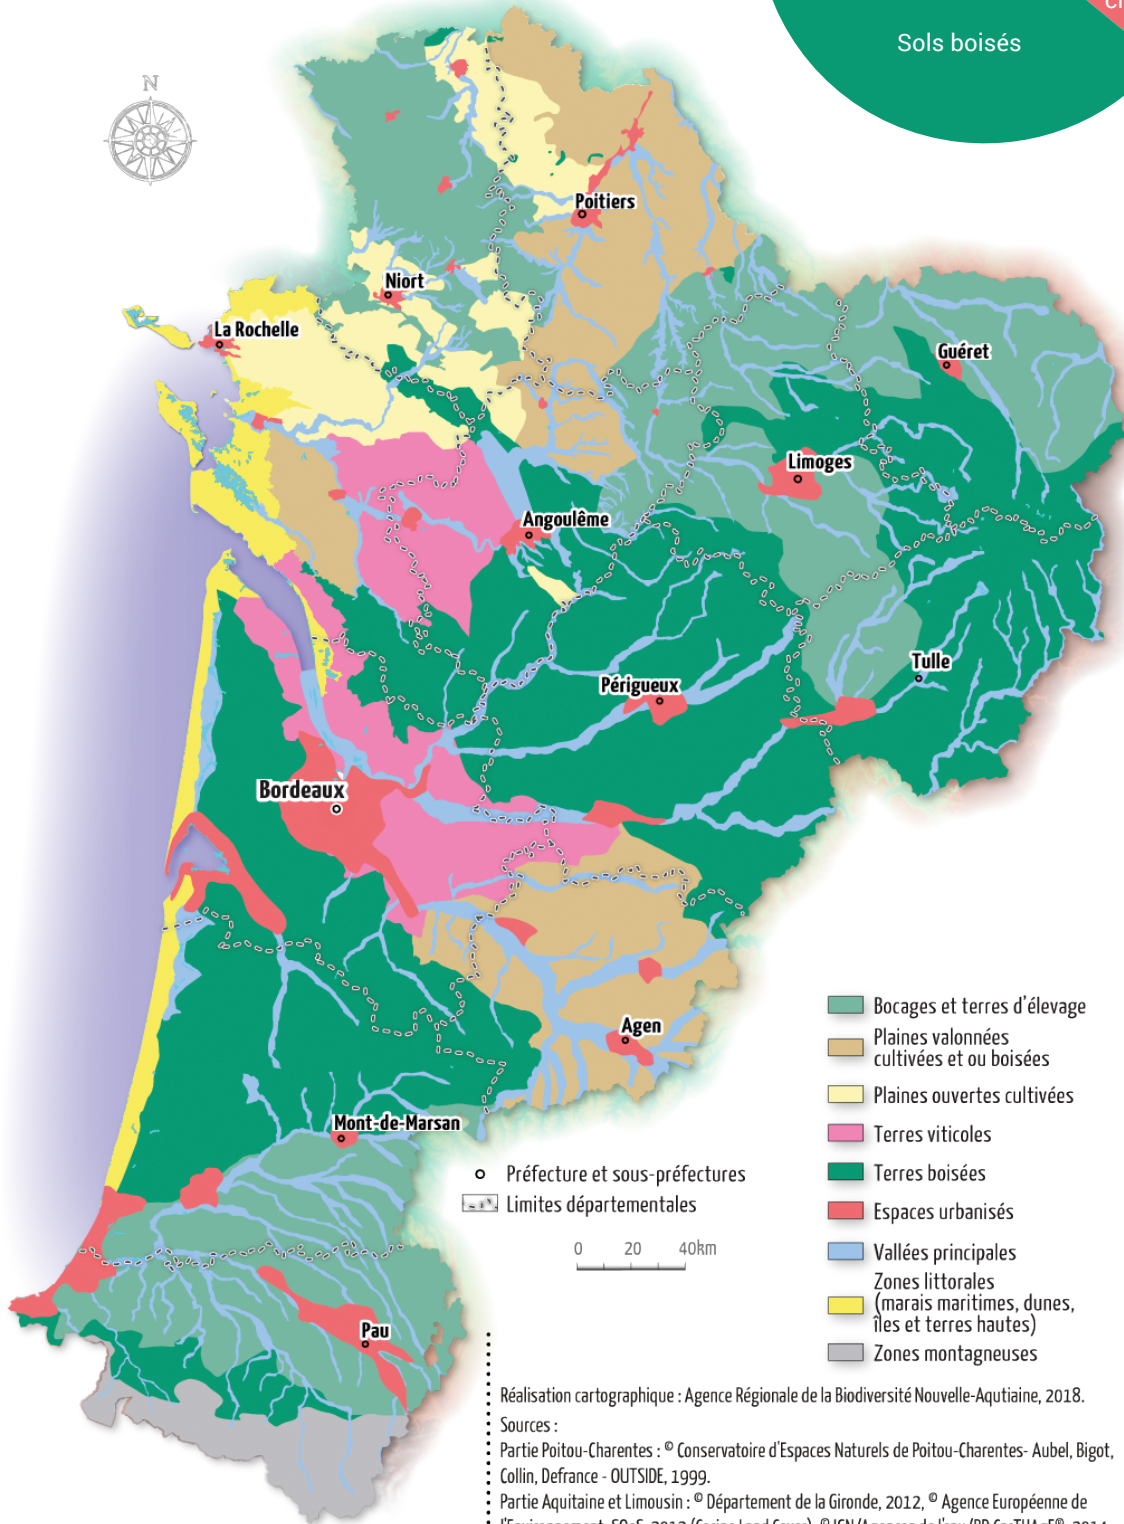 Sols boisés
N
Poitiers
Niort
La Rochelle
Guéret
Limoges
Angoulême
Tulle
Périgueux
Bordeaux
Agen
Mont-de-Marsan
Pau
Préfecture et sous-préfectures
Limites départementales
0 20 40km
Bocages et terres d'élevage
Plaines valonnées
cultivées et ou boisées
Plaines ouvertes cultivées
Terres viticoles
Terres boisées
Espaces urbanisés
Vallées principales
Zones littorales
(marais maritimes, dunes,
îles et terres hautes)
Zones montagneuses
Réalisation cartographique : Agence Régionale de la Biodiversité Nouvelle-Aqutiaine, 2018.
Sources :
Partie Poitou-Charentes : © Conservatoire d'Espaces Naturels de Poitou-Charentes- Aubel, Bigot,
Collin, Defrance - OUTSIDE, 1999.
Partie Aquitaine et Limousin : © Département de la Gironde, 2012, © Agence Européenne de